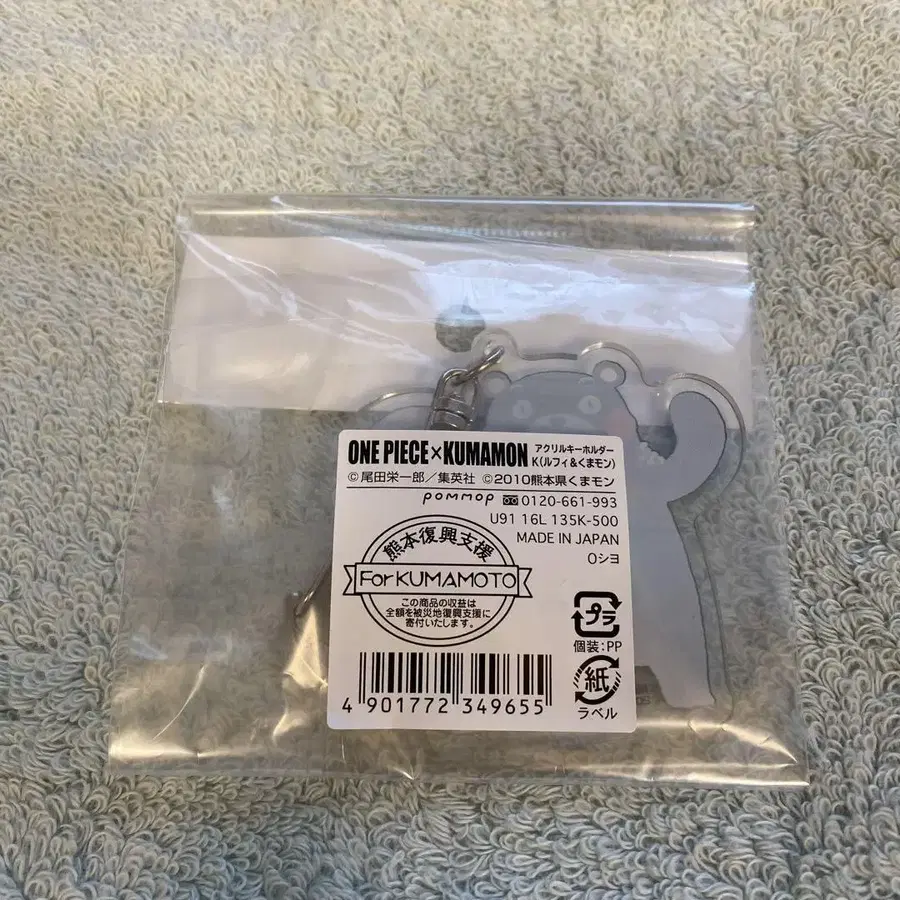 ONE PIECE×KUMAMON アクリルキーホルダー
K(ルフィ&くまモン)
©尾田栄一郎/集英社 ©2010熊本県くまモン
pommop 0120-661-993
U91 16L 135K-500
MADE IN JAPAN
Oシヨ
熊本復興支援
For KUMAMOTO
この商品の収益は
全額を被災地復興支援に
寄付いたします。
プラ
個装:PP
紙
ラベル
4 901772 349655